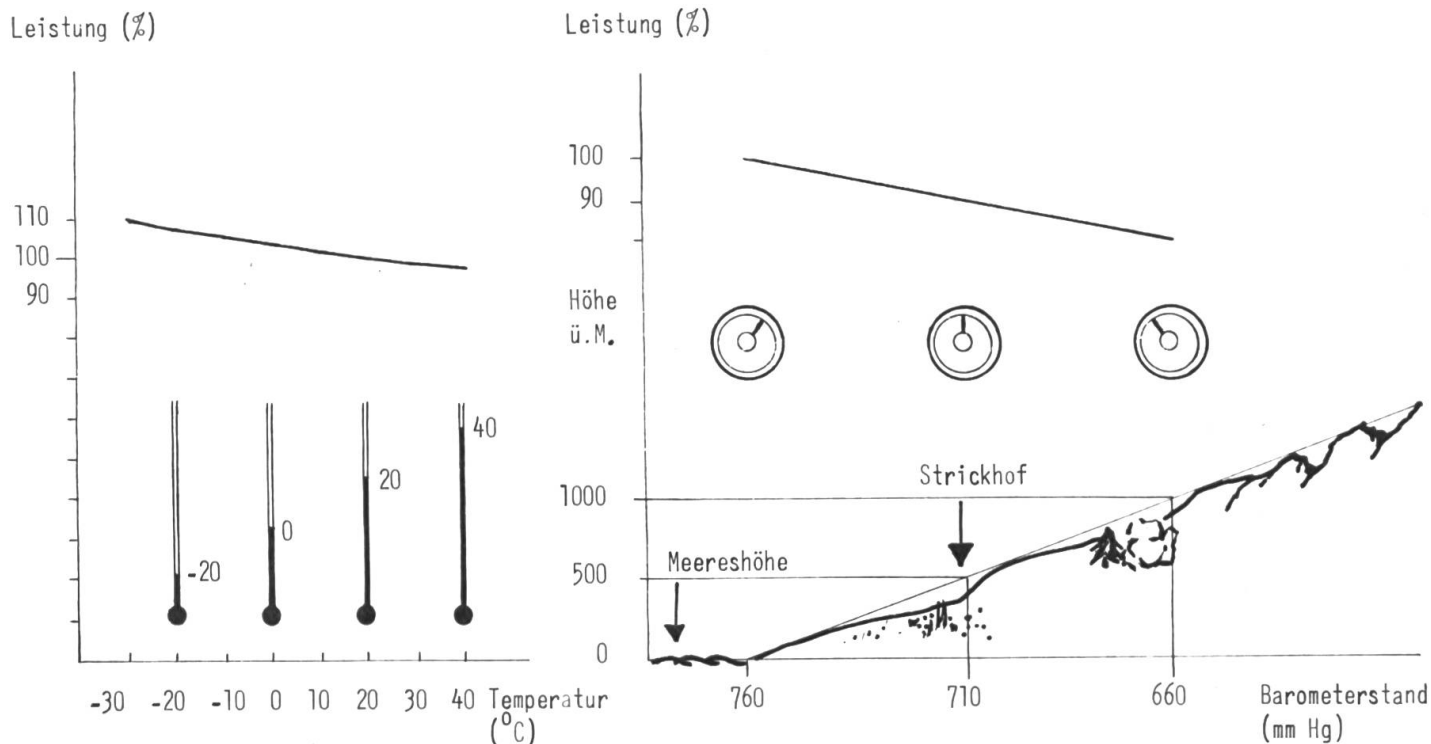 Leistung (%)
110
100
90
-20
0
20
40
-30 -20 -10 0 10 20 30 40 Temperatur
(°C)
Leistung (%)
100
90
Höhe
ü.M.
Strickhof
1000
Meereshöhe
500
0
760 710 660 Barometerstand
(mm Hg)